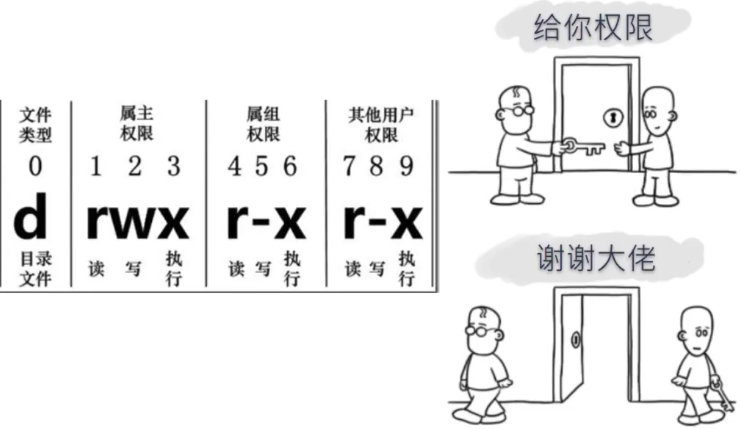 文件 属主 属组 其他用户
类型 权限 权限 权限
0 1 2 3 4 5 6 7 8 9
d rwx r-x r-x
目录 读 写 执 读 写 执 读 写 执
文件 行 行 行
给你权限
谢谢大佬